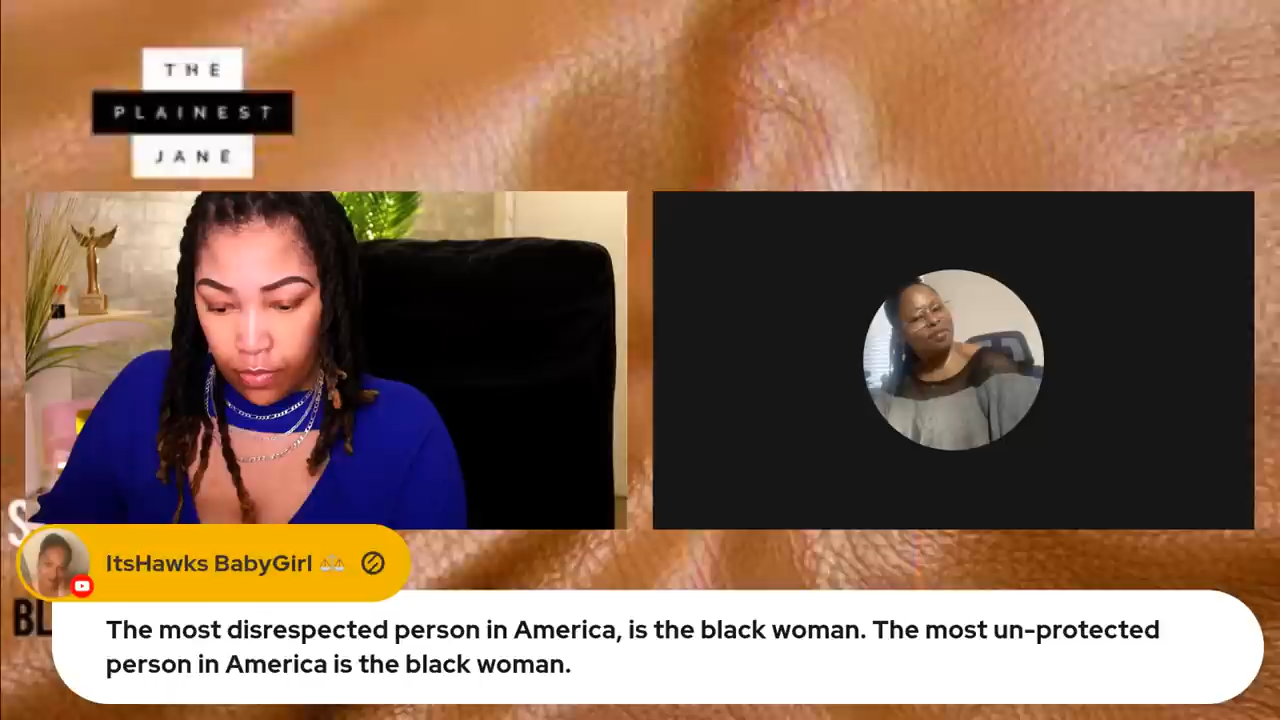 THE
PLAINEST
JANE
S
ItsHawks BabyGirl
BL
The most disrespected person in America, is the black woman. The most un-protected
person in America is the black woman.